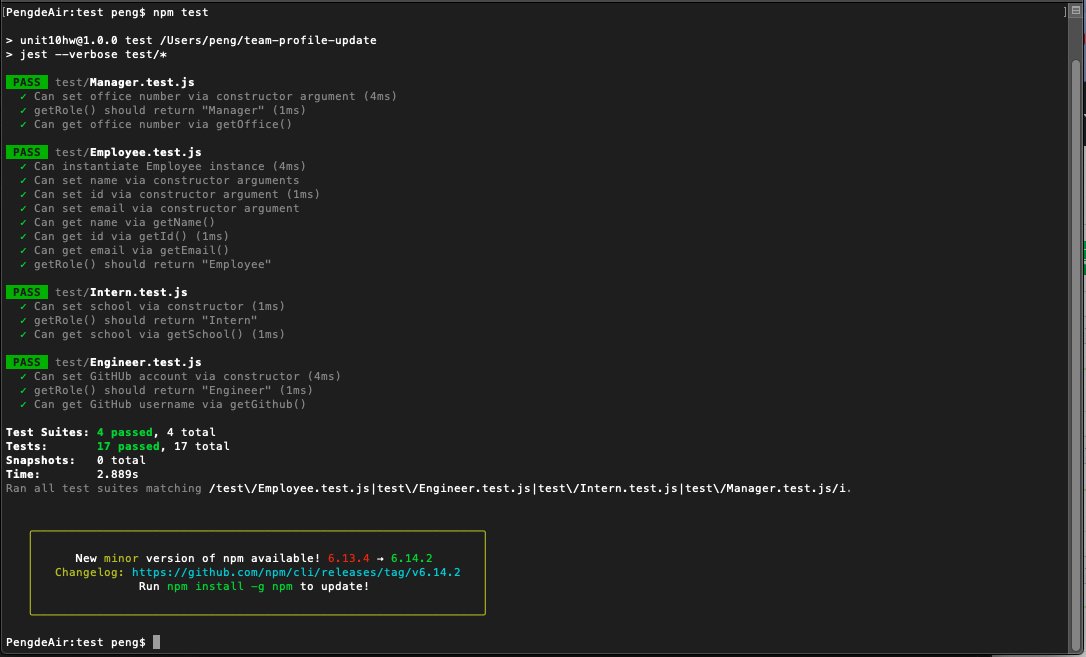 [PengdeAir:test peng$ npm test ]
> unit10hw@1.0.0 test /Users/peng/team-profile-update
> jest --verbose test/*
PASS test/Manager.test.js
✓ Can set office number via constructor argument (4ms)
✓ getRole() should return "Manager" (1ms)
✓ Can get office number via getOffice()
PASS test/Employee.test.js
✓ Can instantiate Employee instance (4ms)
✓ Can set name via constructor arguments
✓ Can set id via constructor argument (1ms)
✓ Can set email via constructor argument
✓ Can get name via getName()
✓ Can get id via getId() (1ms)
✓ Can get email via getEmail()
✓ getRole() should return "Employee"
PASS test/Intern.test.js
✓ Can set school via constructor (1ms)
✓ getRole() should return "Intern"
✓ Can get school via getSchool() (1ms)
PASS test/Engineer.test.js
✓ Can set GitHUb account via constructor (4ms)
✓ getRole() should return "Engineer" (1ms)
✓ Can get GitHub username via getGithub()
Test Suites: 4 passed, 4 total
Tests: 17 passed, 17 total
Snapshots: 0 total
Time: 2.889s
Ran all test suites matching /test\/Employee.test.js|test\/Engineer.test.js|test\/Intern.test.js|test\/Manager.test.js/i.
New minor version of npm available! 6.13.4 → 6.14.2
Changelog: https://github.com/npm/cli/releases/tag/v6.14.2
Run npm install -g npm to update!
PengdeAir:test peng$